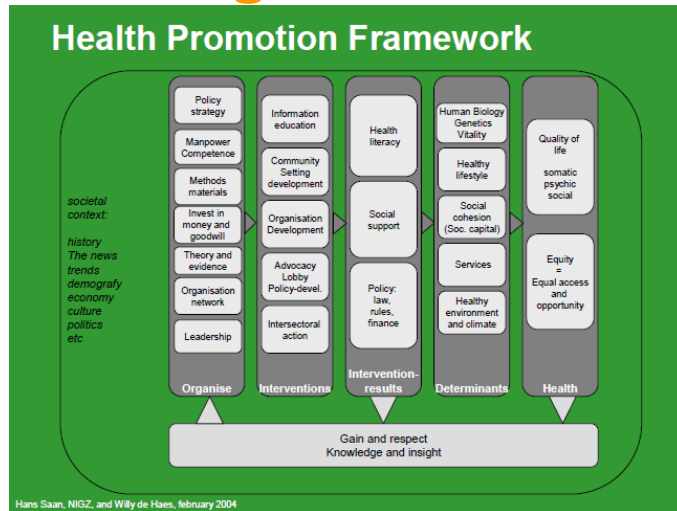 Health Promotion Framework
societal
context:
history
The news
trends
demografy
economy
culture
politics
etc
Policy
strategy
Manpower
Competence
Methods
materials
Invest in
money and
goodwill
Theory and
evidence
Organisation
network
Leadership
Organise
Information
education
Community
Setting
development
Organisation
Development
Advocacy
Lobby
Policy-devel.
Intersectoral
action
Interventions
Health
literacy
Social
support
Policy:
law,
rules,
finance
Intervention-
results
Human Biology
Genetics
Vitality
Healthy
lifestyle
Social
cohesion
(Soc. capital)
Services
Healthy
environment
and climate
Determinants
Quality of
life
somatic
psychic
social
Equity
=
Equal access
and
opportunity
Health
Gain and respect
Knowledge and insight
Hans Saan, NIGZ, and Willy de Haes, february 2004